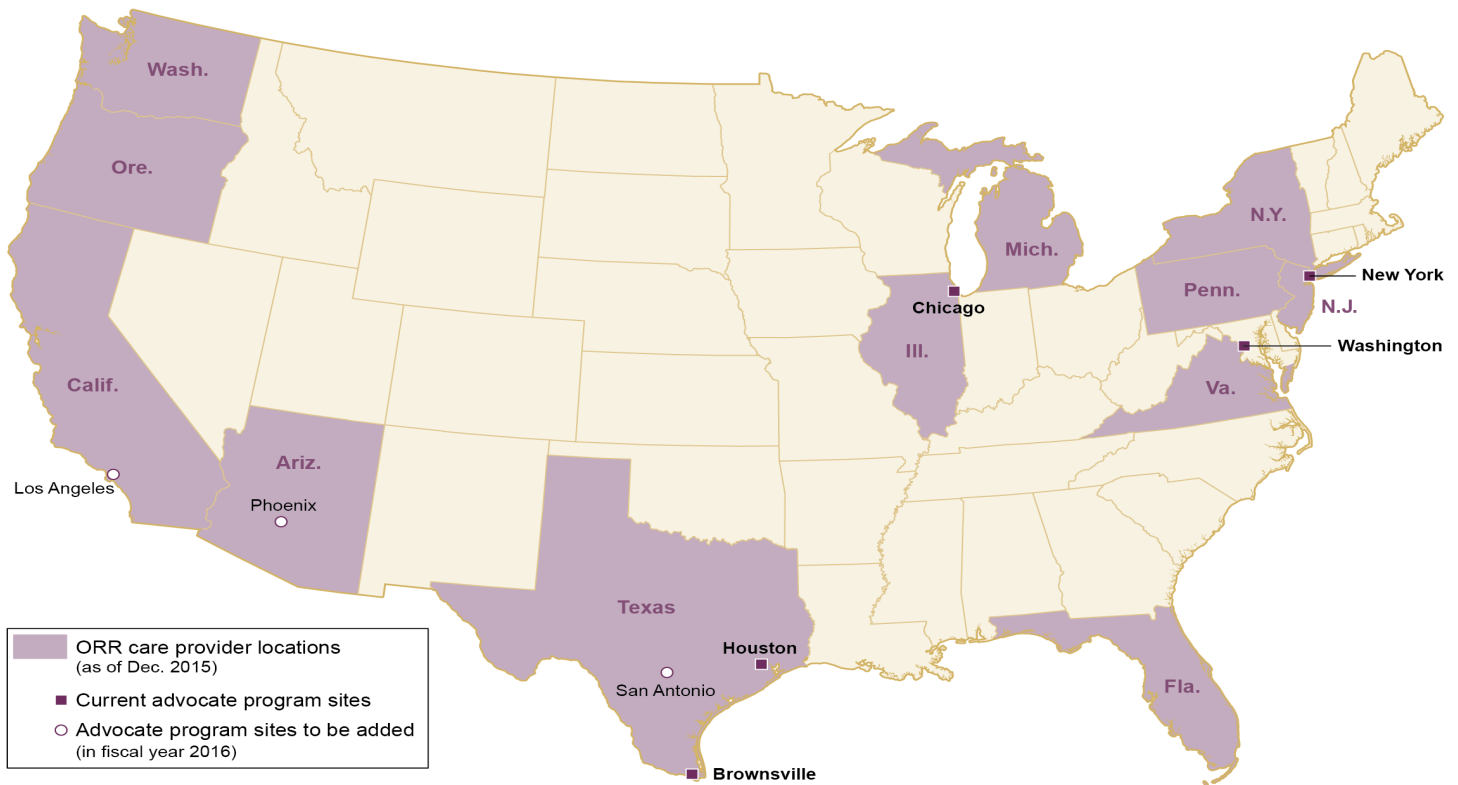 Wash.
Ore.
N.Y.
Mich.
New York
Penn.
Chicago
N.J.
Washington
Ill.
Calif.
Va.
Ariz.
Los Angeles
Phoenix
Texas
Houston
San Antonio
Fla.
Brownsville
ORR care provider locations
(as of Dec. 2015)
Current advocate program sites
Advocate program sites to be added
(in fiscal year 2016)